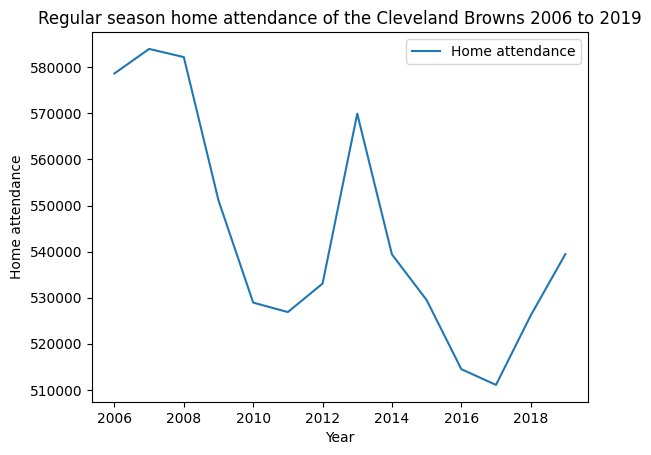 Regular season home attendance of the Cleveland Browns 2006 to 2019
Home attendance
580000
570000
560000
550000
540000
530000
520000
510000
Home attendance
2006 2008 2010 2012 2014 2016 2018
Year